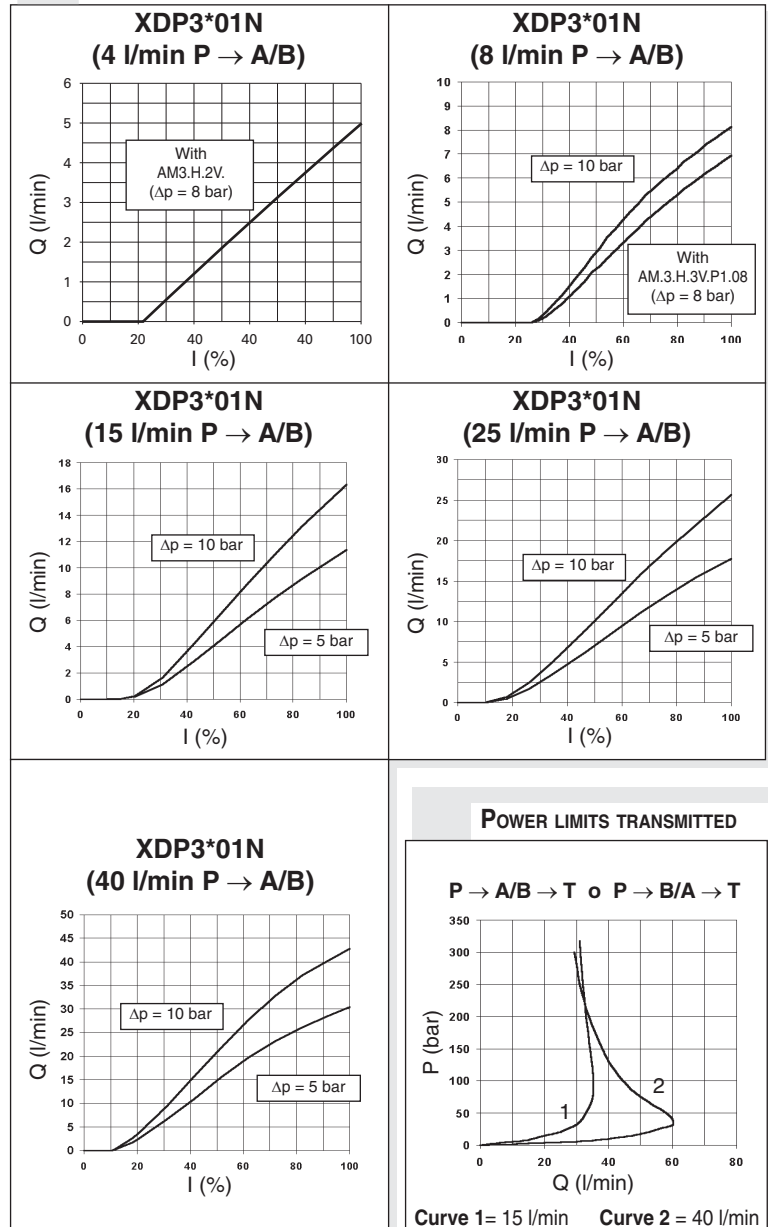 XDP3*01N
(4 l/min P → A/B)
6
5
4
3
2
1
0
Q (l/min)
With
AM3.H.2V.
(Δp = 8 bar)
0 20 40 40 40 100
I (%)
XDP3*01N
(8 l/min P → A/B)
10
9
8
7
6
5
4
3
2
1
0
Q (l/min)
Δp = 10 bar
With
AM.3.H.3V.P1.08
(Δp = 8 bar)
0 20 40 60 80 100
I (%)
XDP3*01N
(15 l/min P → A/B)
18
16
14
12
10
8
6
4
2
0
Q (l/min)
Δp = 10 bar
Δp = 5 bar
0 20 40 60 80 100
I (%)
XDP3*01N
(25 l/min P → A/B)
30
25
20
15
10
5
0
Q (l/min)
Δp = 10 bar
Δp = 5 bar
0 20 40 60 80 100
I (%)
XDP3*01N
(40 l/min P → A/B)
50
45
40
35
30
25
20
15
10
5
0
Q (l/min)
Δp = 10 bar
Δp = 5 bar
0 20 40 60 80 100
I (%)
POWER LIMITS TRANSMITTED
P → A/B → T o P → B/A → T
350
300
250
200
150
100
50
0
P (bar)
1
2
0 20 40 60 80
Q (l/min)
Curve 1= 15 l/min Curve 2 = 40 l/min